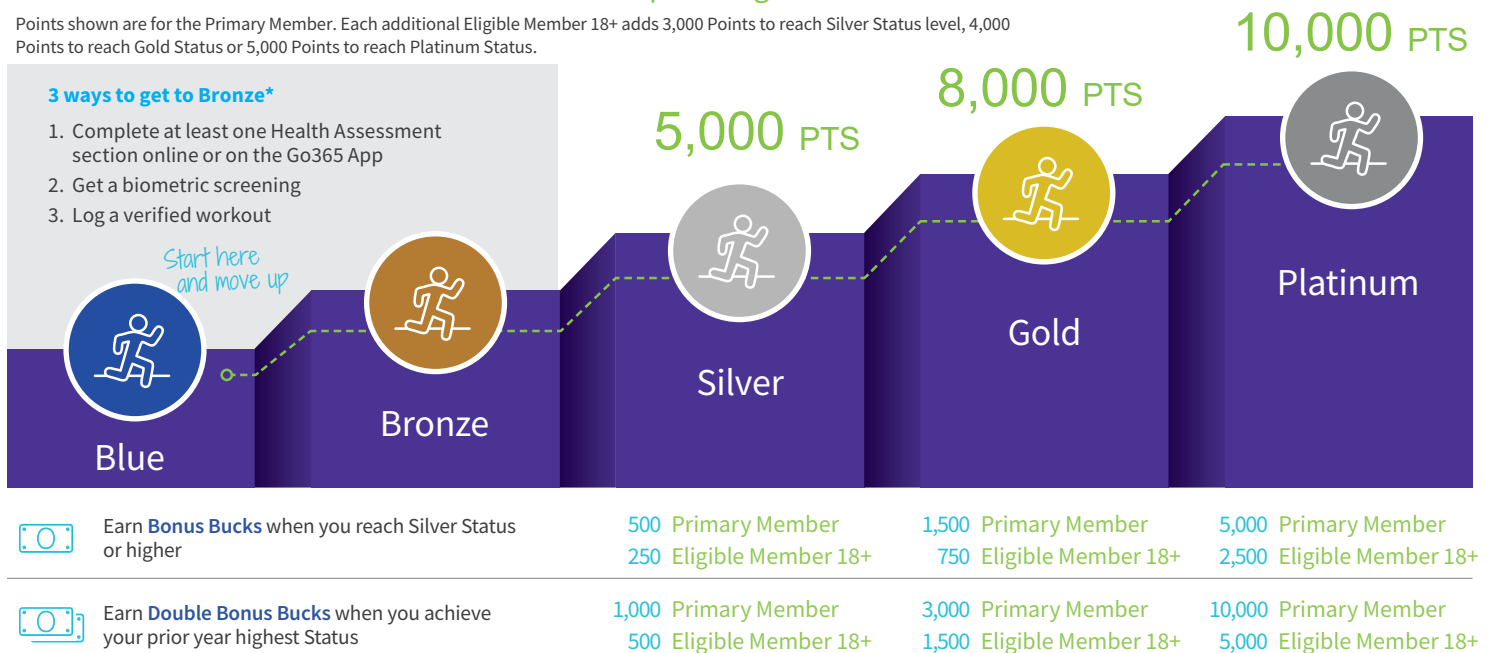 Points shown are for the Primary Member. Each additional Eligible Member 18+ adds 3,000 Points to reach Silver Status level, 4,000
Points to reach Gold Status or 5,000 Points to reach Platinum Status.
10,000 PTS
8,000 PTS
5,000 PTS
3 ways to get to Bronze*
1. Complete at least one Health Assessment
section online or on the Go365 App
2. Get a biometric screening
3. Log a verified workout
Start here
and move up
Blue
Bronze
Silver
Gold
Platinum
Earn Bonus Bucks when you reach Silver Status
or higher
500 Primary Member
250 Eligible Member 18+
1,500 Primary Member
750 Eligible Member 18+
5,000 Primary Member
2,500 Eligible Member 18+
Earn Double Bonus Bucks when you achieve
your prior year highest Status
1,000 Primary Member
500 Eligible Member 18+
3,000 Primary Member
1,500 Eligible Member 18+
10,000 Primary Member
5,000 Eligible Member 18+